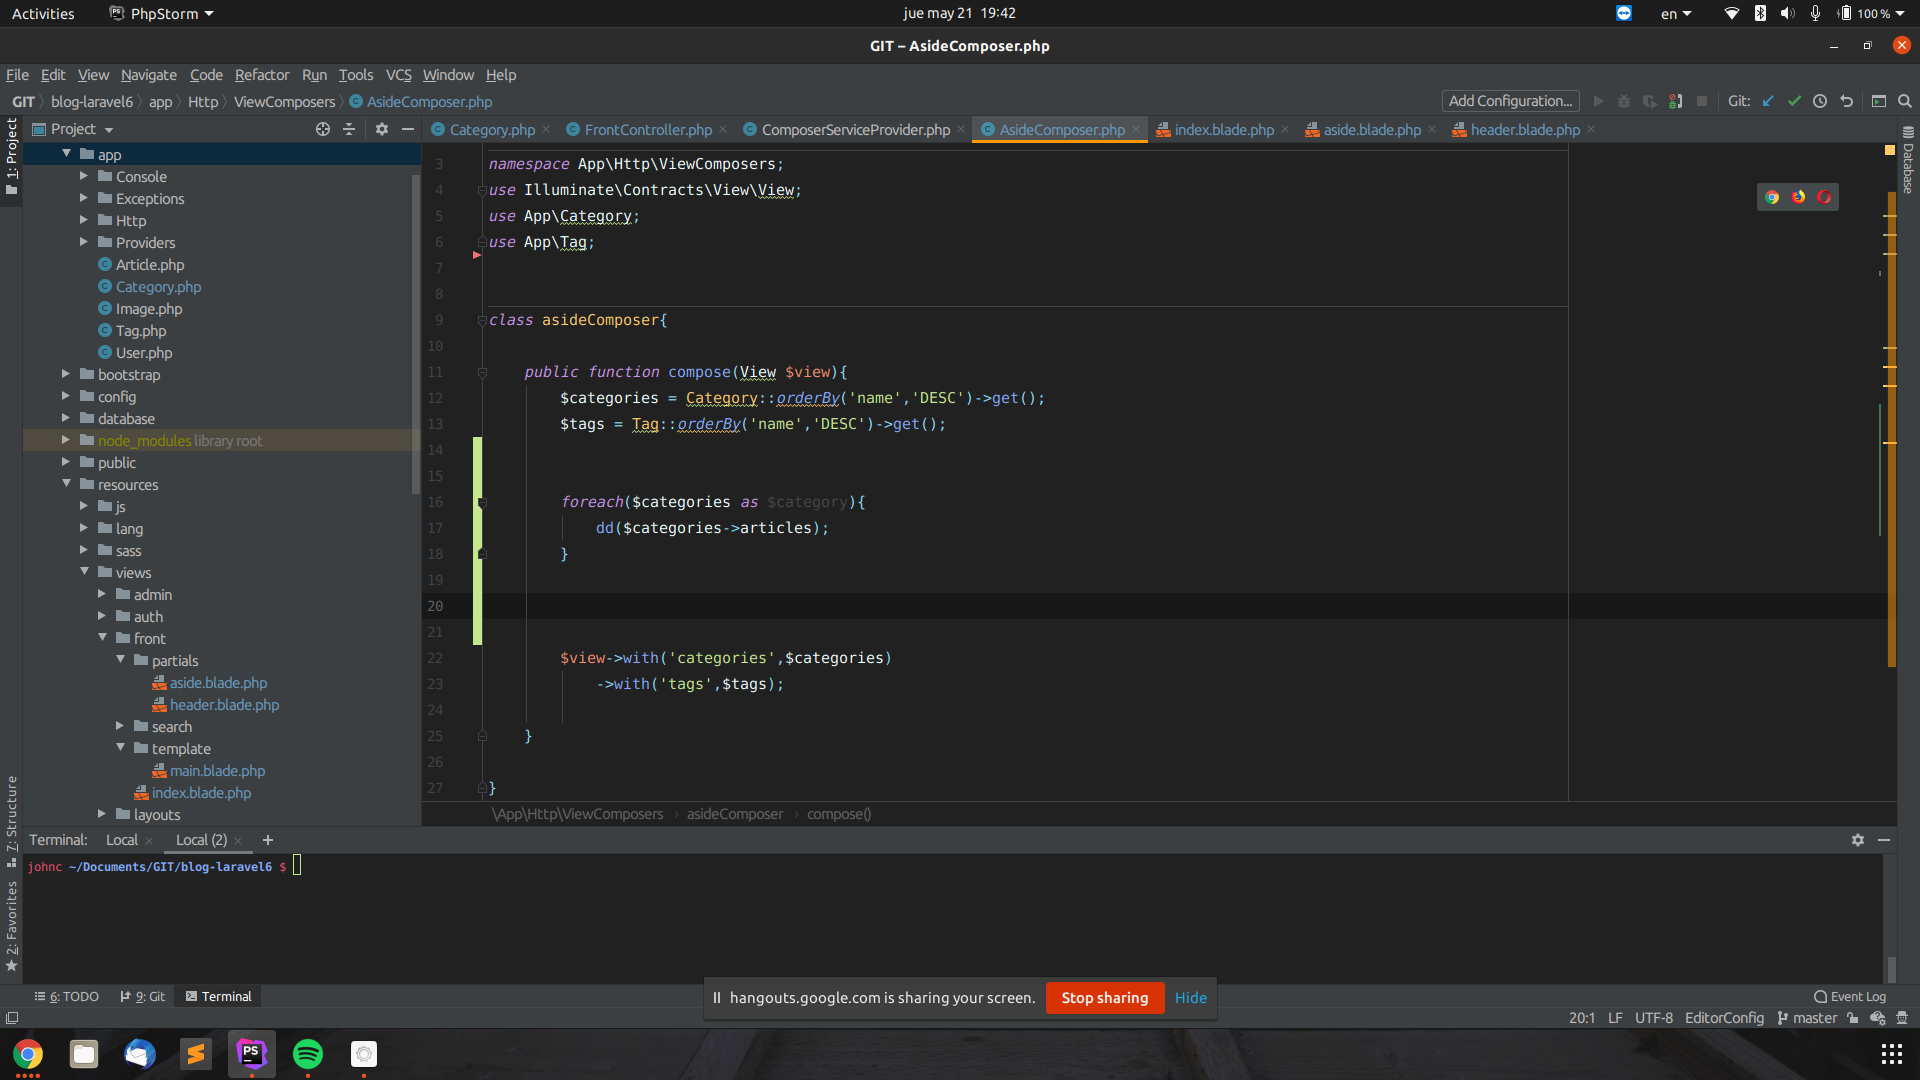 Activities PhpStorm jue may 21 19:42 en 100 %
GIT – AsideComposer.php
File Edit View Navigate Code Refactor Run Tools VCS Window Help
GIT blog-laravel6 app Http ViewComposers AsideComposer.php Add Configuration... Git:
Project Category.php FrontController.php ComposerServiceProvider.php AsideComposer.php index.blade.php aside.blade.php header.blade.php
1: Project
Database
app
Console
Exceptions
Http
Providers
Article.php
Category.php
Image.php
Tag.php
User.php
bootstrap
config
database
node_modules library root
public
resources
js
lang
sass
views
admin
auth
front
partials
aside.blade.php
header.blade.php
search
template
main.blade.php
index.blade.php
layouts
3 namespace App\Http\ViewComposers;
4 use Illuminate\Contracts\View\View;
5 use App\Category;
6 use App\Tag;
7
8
9 class asideComposer{
10
11 public function compose(View $view){
12 $categories = Category::orderBy('name','DESC')->get();
13 $tags = Tag::orderBy('name','DESC')->get();
14
15
16 foreach($categories as $category){
17 dd($categories->articles);
18 }
19
20
21
22 $view->with('categories',$categories)
23 ->with('tags',$tags);
24
25 }
26
27 }
\App\Http\ViewComposers › asideComposer › compose()
7: Structure
2: Favorites
Terminal: Local Local (2)
johnc ~/Documents/GIT/blog-laravel6 $
6: TODO 9: Git Terminal Event Log
hangouts.google.com is sharing your screen. Stop sharing Hide
20:1 LF UTF-8 EditorConfig master
PS